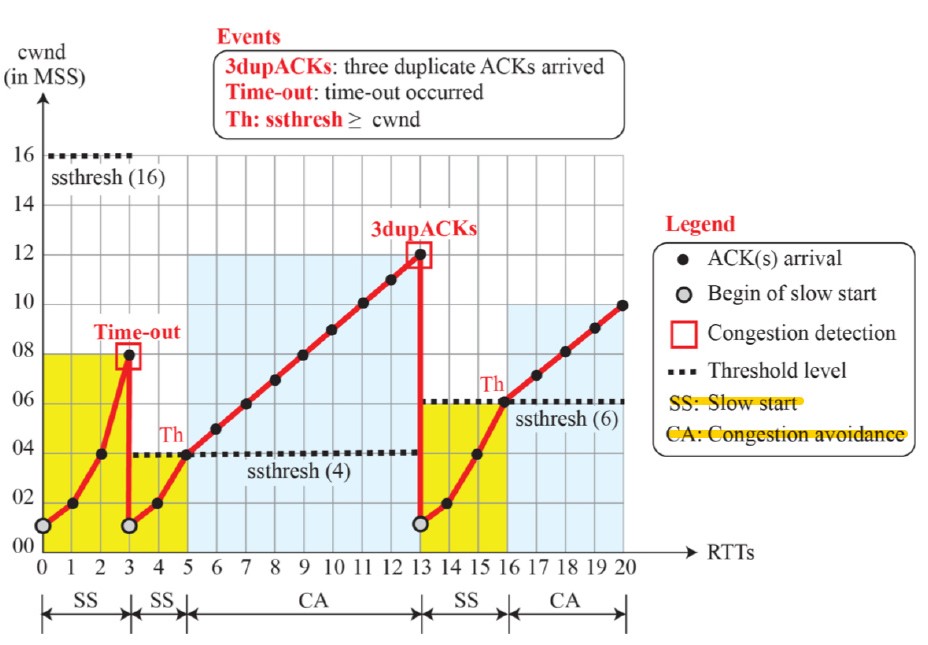 Events
3dupACKs: three duplicate ACKs arrived
Time-out: time-out occurred
Th: ssthresh ≥ cwnd
cwnd
(in MSS)
16
ssthresh (16)
14
3dupACKs
12
10
Time-out
08
Th
06
ssthresh (6)
Th
04
ssthresh (4)
02
00
RTTs
0 1 2 3 4 5 6 7 8 9 10 11 12 13 14 15 16 17 18 19 20
SS SS CA SS CA
Legend
ACK(s) arrival
Begin of slow start
Congestion detection
Threshold level
SS: Slow start
CA: Congestion avoidance